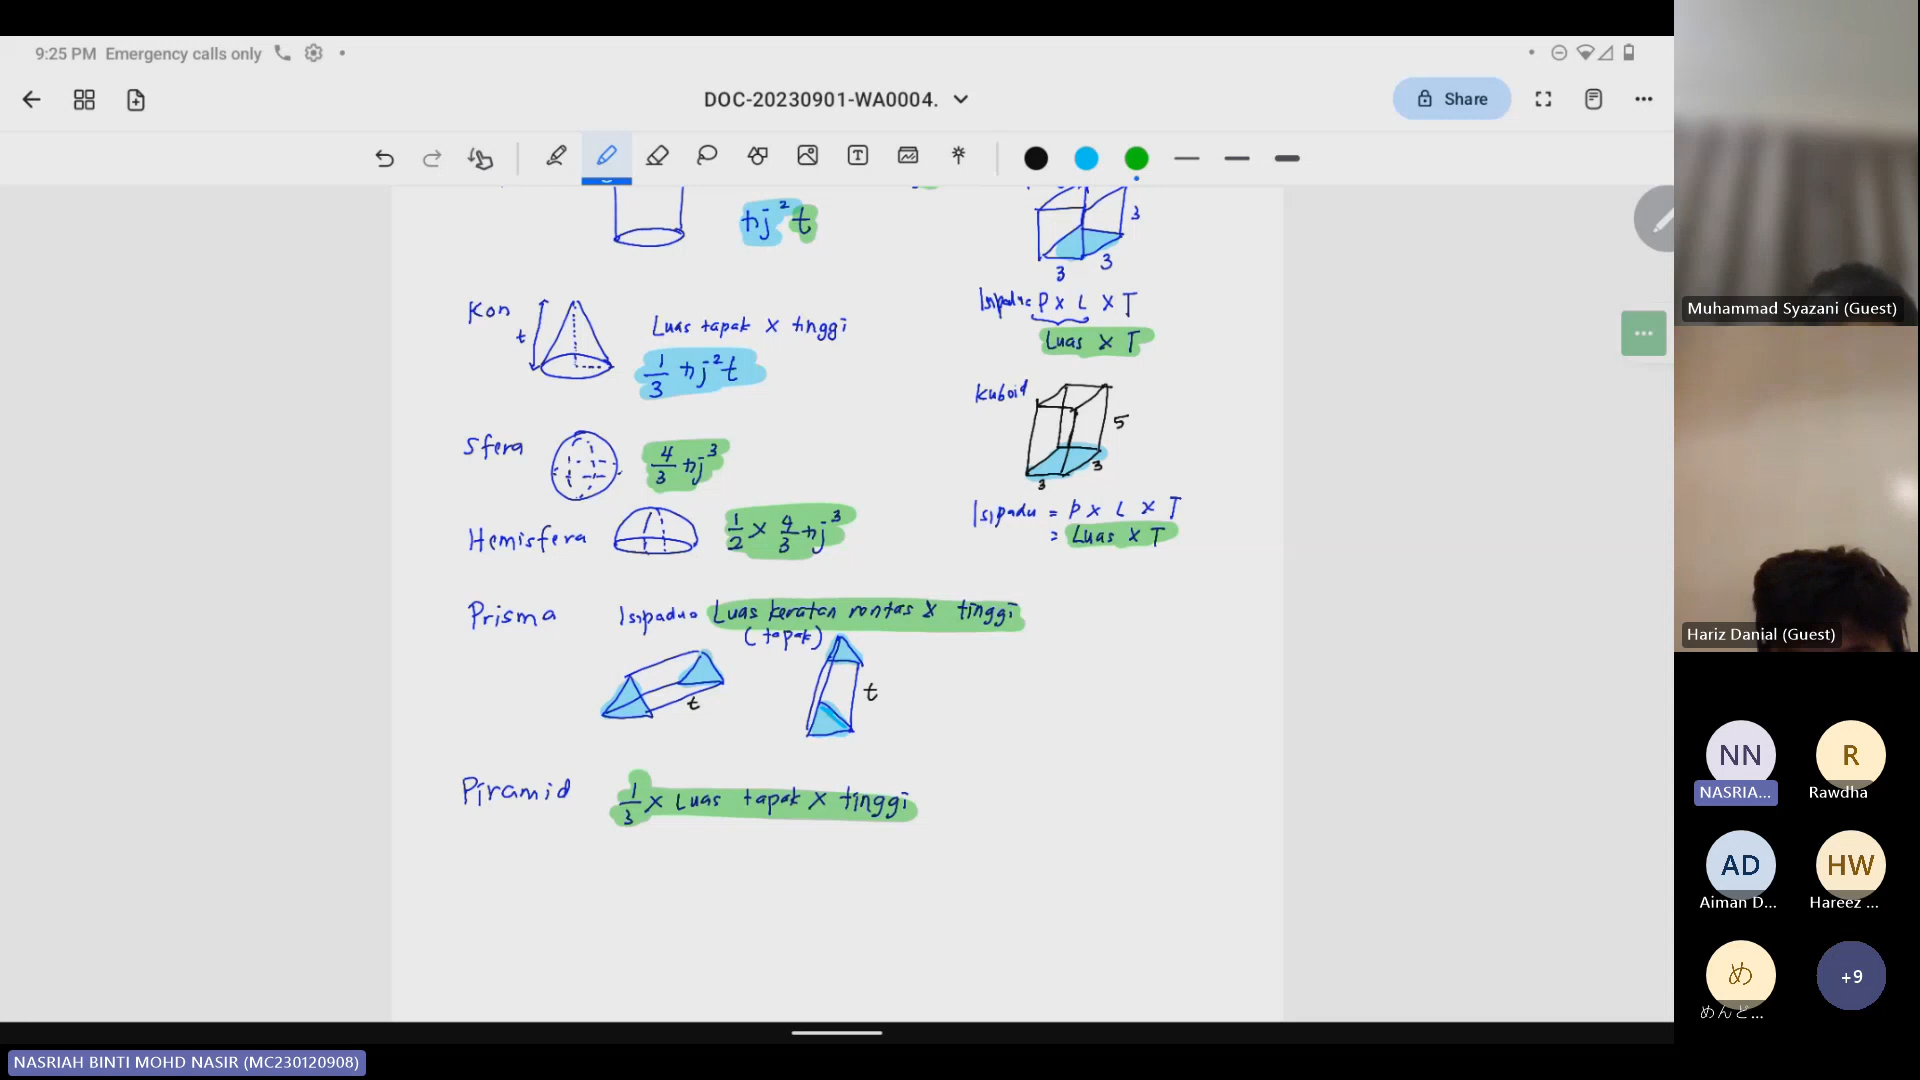 9:25 PM Emergency calls only
DOC-20230901-WA0004.
Share
πj²t
3
3
3
Isipadu = P x L x T
Luas x T
Kon
t
Luas tapak x tinggi
1/3 πj²t
Kuboid
5
3
3
Isipadu = P x L x T
= Luas x T
Sfera
4/3 πj³
Hemisfera
1/2 x 4/3 πj³
Prisma
Isipadu = Luas keratan rentas x tinggi
(tapak)
t
t
Piramid
1/3 x Luas tapak x tinggi
Muhammad Syazani (Guest)
Hariz Danial (Guest)
NN
NASRIA...
R
Rawdha
AD
Aiman D...
HW
Hareez ...
め
めんど...
+9
NASRIAH BINTI MOHD NASIR (MC230120908)